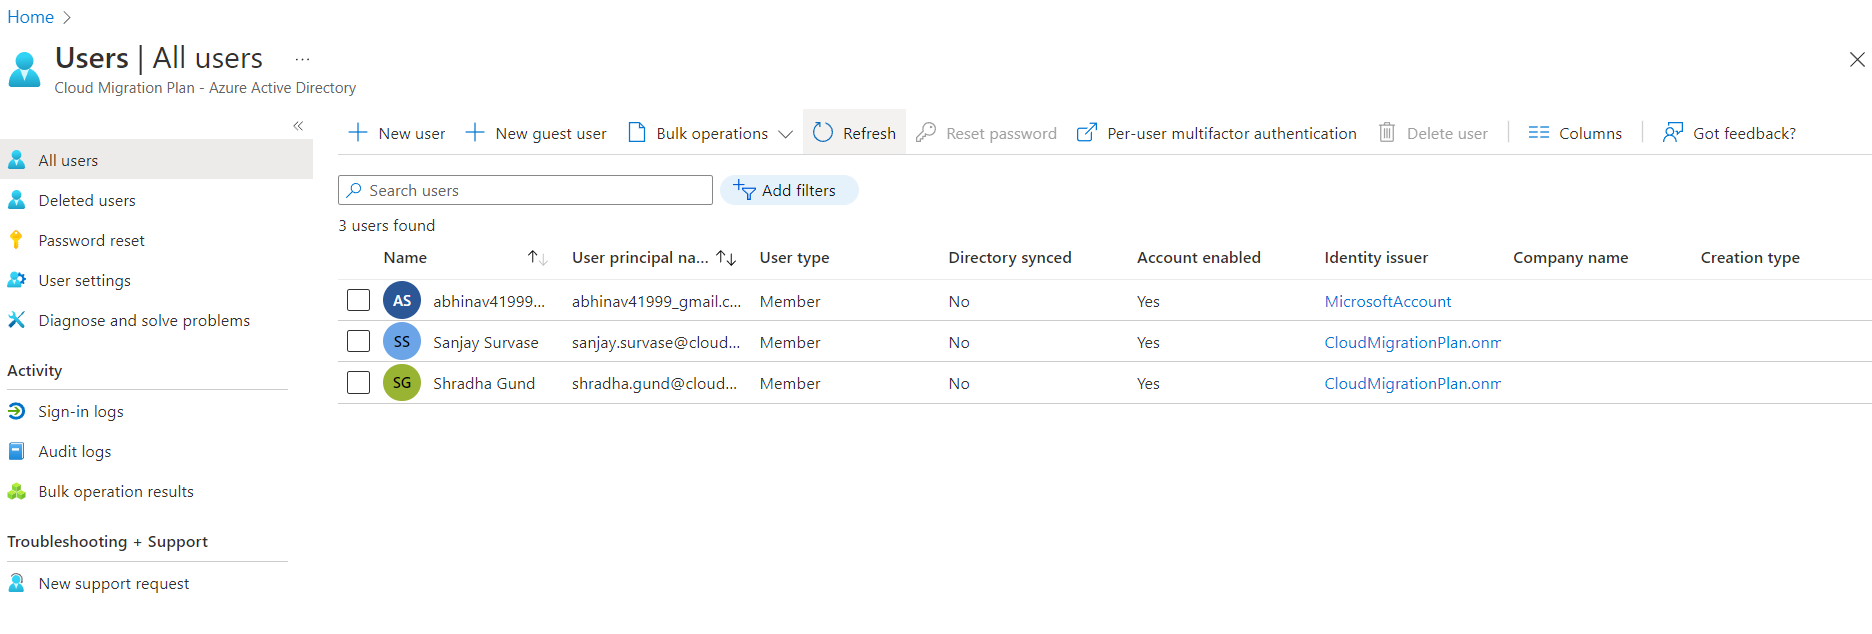 Home
Users | All users ...
Cloud Migration Plan - Azure Active Directory
«
All users
Deleted users
Password reset
User settings
Diagnose and solve problems
Activity
Sign-in logs
Audit logs
Bulk operation results
Troubleshooting + Support
New support request
New user New guest user Bulk operations Refresh Reset password Per-user multifactor authentication Delete user Columns Got feedback?
Search users Add filters
3 users found
Name User principal na... User type Directory synced Account enabled Identity issuer Company name Creation type
AS abhinav41999... abhinav41999_gmail.c... Member No Yes MicrosoftAccount
SS Sanjay Survase sanjay.survase@cloud... Member No Yes CloudMigrationPlan.onm
SG Shradha Gund shradha.gund@cloud... Member No Yes CloudMigrationPlan.onm